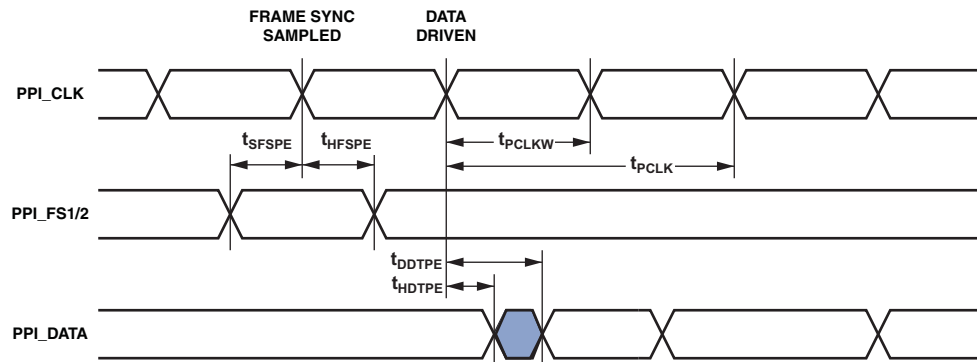 FRAME SYNC
SAMPLED
DATA
DRIVEN
PPI_CLK
tSFSPE
tHFSPE
tPCLKW
tPCLK
PPI_FS1/2
tDDTPE
tHDTPE
PPI_DATA